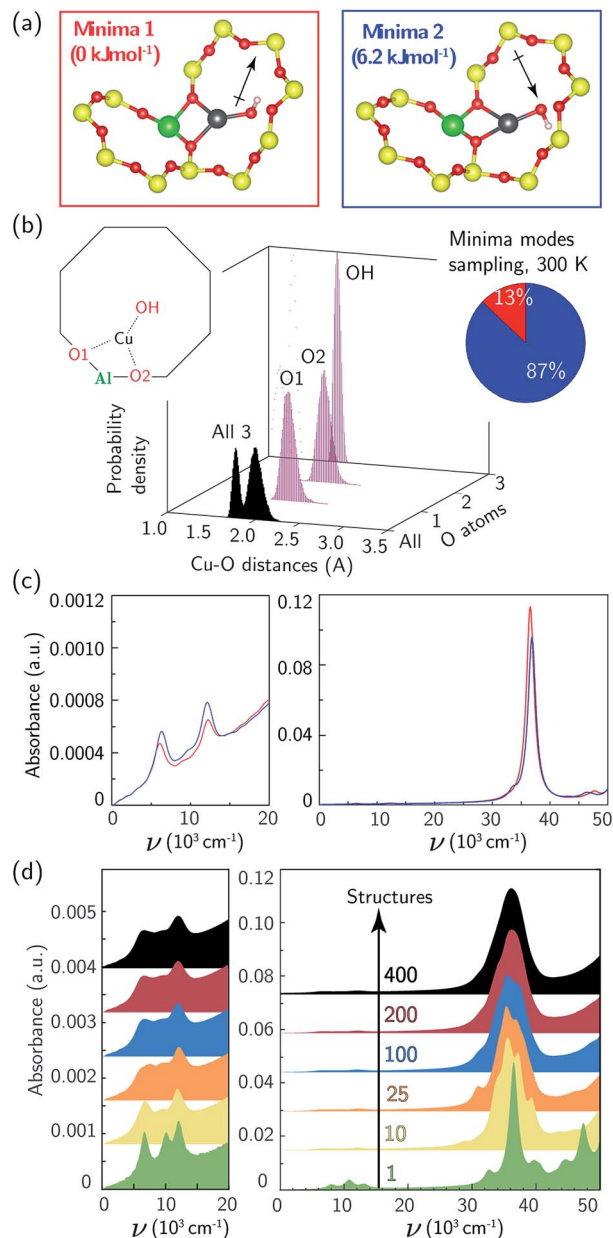 (a)
Minima 1
(0 kJmol⁻¹)
Minima 2
(6.2 kJmol⁻¹)
(b)
OH
Cu
O1
Al
O2
Minima modes
sampling, 300 K
13%
87%
OH
O2
O1
All 3
Probability
density
1.0
1.5
2.0
2.5
3.0
3.5
Cu-O distances (A)
All
1
2
3
O atoms
(c)
Absorbance (a.u.)
0.0012
0.0012
0.0008
0.0004
0
0
10
20
ν (10³ cm⁻¹)
0.12
0.08
0.04
0
0
10
20
30
40
50
ν (10³ cm⁻¹)
(d)
Absorbance (a.u.)
0.005
0.004
0.003
0.002
0.001
0
0
10
20
ν (10³ cm⁻¹)
0.12
0.10
0.08
0.06
0.04
0.02
0
Structures
400
200
100
25
10
1
0
10
20
30
40
50
ν (10³ cm⁻¹)